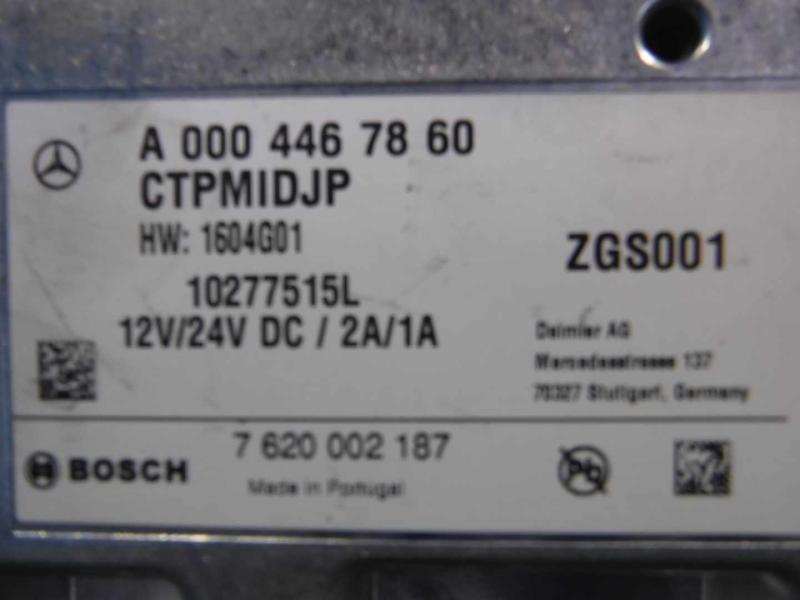 A 000 446 78 60
CTPMIDJP
HW: 1604G01
ZGS001
10277515L
12V/24V DC / 2A/1A
Daimler AG
Mercedesstrasse 137
70327 Stuttgart, Germany
BOSCH
7 620 002 187
Made in Portugal
Pb